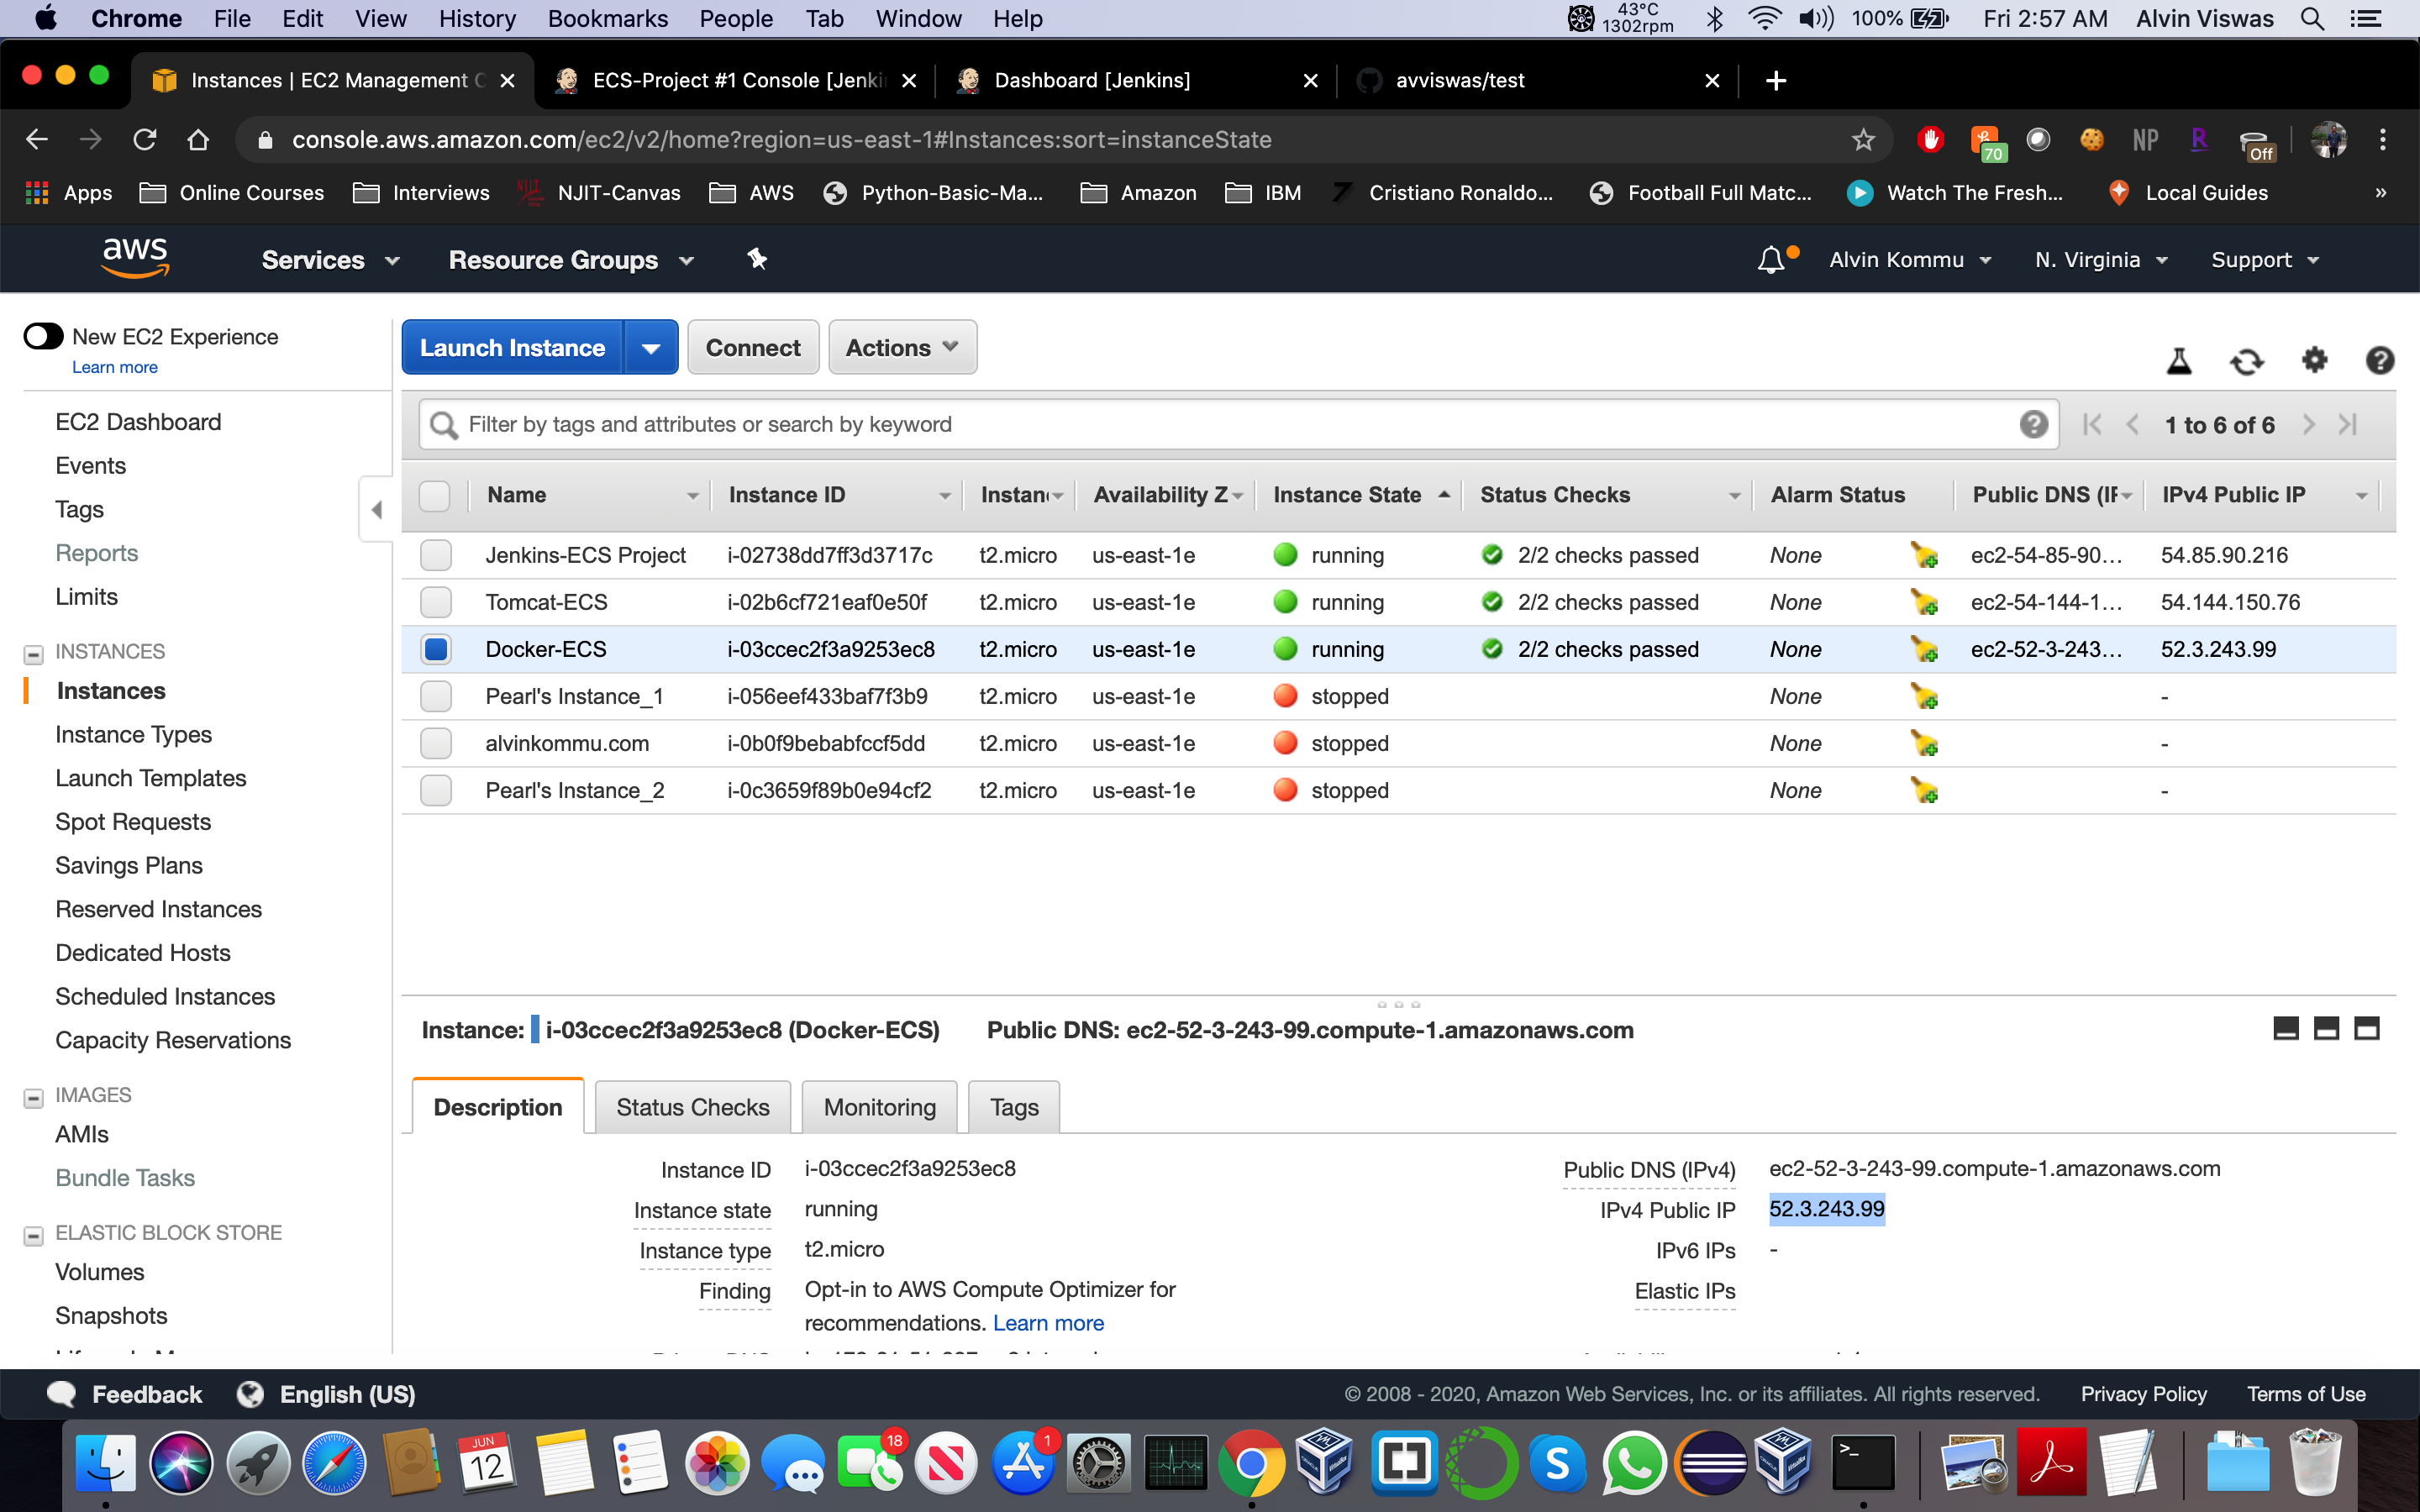 Chrome File Edit View History Bookmarks People Tab Window Help 43°C 1302rpm 100% Fri 2:57 AM Alvin Viswas
Instances | EC2 Management C ECS-Project #1 Console [Jenki Dashboard [Jenkins] avviswas/test
console.aws.amazon.com/ec2/v2/home?region=us-east-1#Instances:sort=instanceState 70 NP R Off
Apps Online Courses Interviews NJIT-Canvas AWS Python-Basic-Ma... Amazon IBM Cristiano Ronaldo... Football Full Matc... Watch The Fresh... Local Guides »
aws Services Resource Groups Alvin Kommu N. Virginia Support
New EC2 Experience
Learn more
EC2 Dashboard
Events
Tags
Reports
Limits
INSTANCES
Instances
Instance Types
Launch Templates
Spot Requests
Savings Plans
Reserved Instances
Dedicated Hosts
Scheduled Instances
Capacity Reservations
IMAGES
AMIs
Bundle Tasks
ELASTIC BLOCK STORE
Volumes
Snapshots
Launch Instance Connect Actions
Filter by tags and attributes or search by keyword 1 to 6 of 6
Name Instance ID Instan Availability Z Instance State Status Checks Alarm Status Public DNS (IP IPv4 Public IP
Jenkins-ECS Project i-02738dd7ff3d3717c t2.micro us-east-1e running 2/2 checks passed None ec2-54-85-90... 54.85.90.216
Tomcat-ECS i-02b6cf721eaf0e50f t2.micro us-east-1e running 2/2 checks passed None ec2-54-144-1... 54.144.150.76
Docker-ECS i-03ccec2f3a9253ec8 t2.micro us-east-1e running 2/2 checks passed None ec2-52-3-243... 52.3.243.99
Pearl's Instance_1 i-056eef433baf7f3b9 t2.micro us-east-1e stopped None -
alvinkommu.com i-0b0f9bebabfccf5dd t2.micro us-east-1e stopped None -
Pearl's Instance_2 i-0c3659f89b0e94cf2 t2.micro us-east-1e stopped None -
Instance: i-03ccec2f3a9253ec8 (Docker-ECS) Public DNS: ec2-52-3-243-99.compute-1.amazonaws.com
Description Status Checks Monitoring Tags
Instance ID i-03ccec2f3a9253ec8 Public DNS (IPv4) ec2-52-3-243-99.compute-1.amazonaws.com
Instance state running IPv4 Public IP 52.3.243.99
Instance type t2.micro IPv6 IPs -
Finding Opt-in to AWS Compute Optimizer for Elastic IPs
recommendations. Learn more
Feedback English (US) © 2008 - 2020, Amazon Web Services, Inc. or its affiliates. All rights reserved. Privacy Policy Terms of Use
JUN 12 18 1 S >_